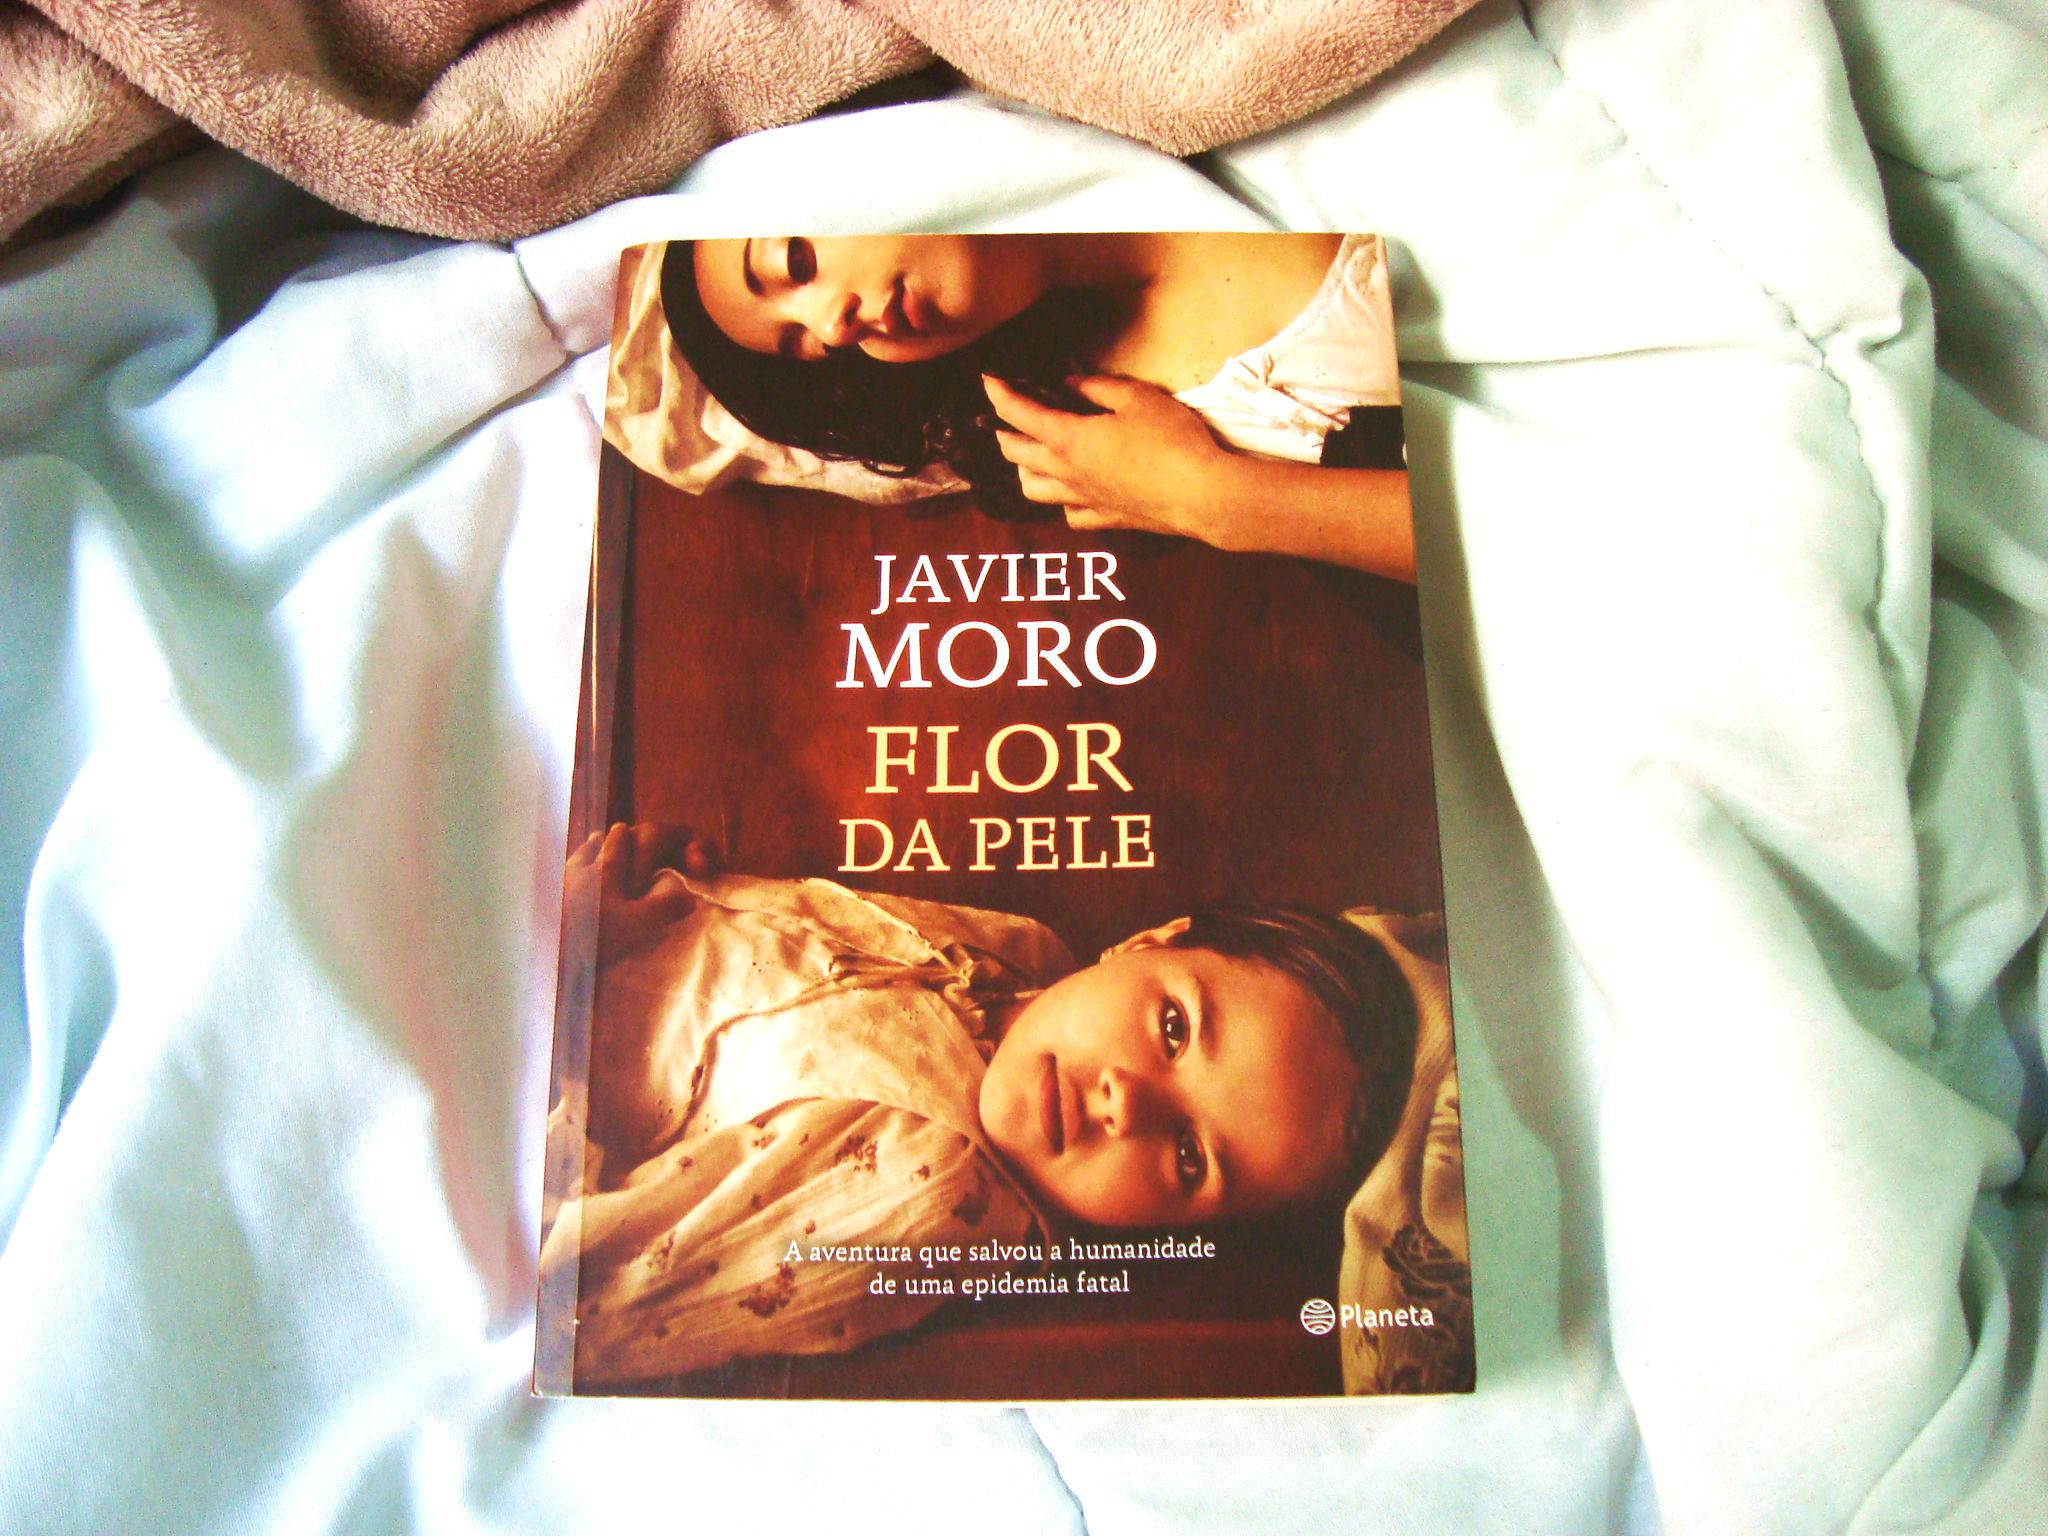 JAVIER
MORO
FLOR
DA PELE
A aventura que salvou a humanidade
de uma epidemia fatal
Planeta